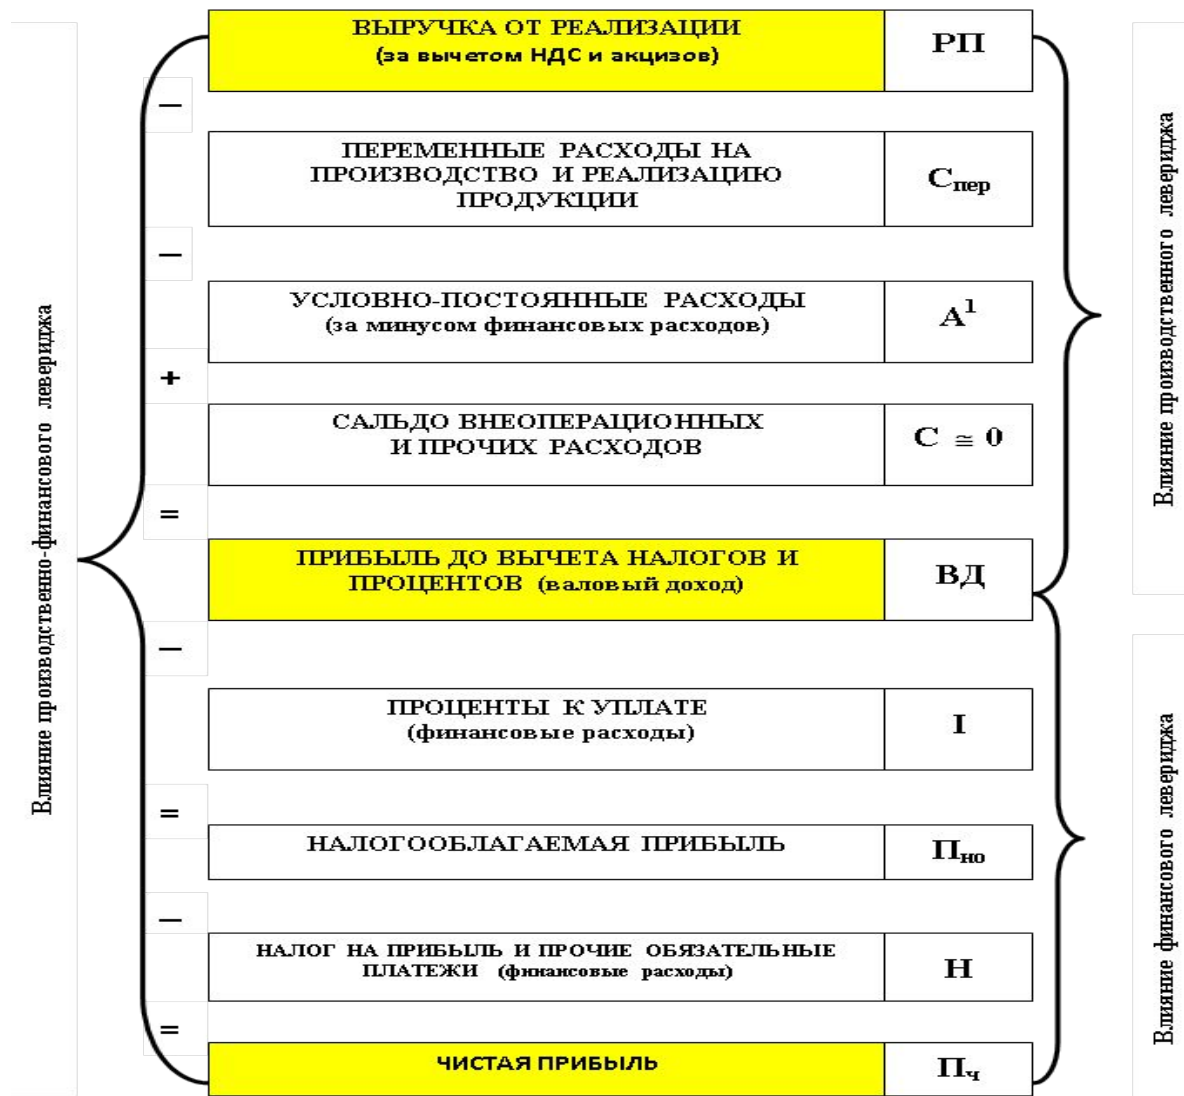 Влияние производственно-финансового левериджа
ВЫРУЧКА ОТ РЕАЛИЗАЦИИ
(за вычетом НДС и акцизов)
РП
–
ПЕРЕМЕННЫЕ РАСХОДЫ НА
ПРОИЗВОДСТВО И РЕАЛИЗАЦИЮ
ПРОДУКЦИИ
Спер
–
УСЛОВНО-ПОСТОЯННЫЕ РАСХОДЫ
(за минусом финансовых расходов)
А¹
+
САЛЬДО ВНЕОПЕРАЦИОННЫХ
И ПРОЧИХ РАСХОДОВ
С ≅ 0
=
ПРИБЫЛЬ ДО ВЫЧЕТА НАЛОГОВ И
ПРОЦЕНТОВ (валовый доход)
ВД
–
ПРОЦЕНТЫ К УПЛАТЕ
(финансовые расходы)
I
=
НАЛОГООБЛАГАЕМАЯ ПРИБЫЛЬ
Пно
–
НАЛОГ НА ПРИБЫЛЬ И ПРОЧИЕ ОБЯЗАТЕЛЬНЫЕ
ПЛАТЕЖИ (финансовые расходы)
Н
=
ЧИСТАЯ ПРИБЫЛЬ
Пч
Влияние производственного левериджа
Влияние финансового левериджа